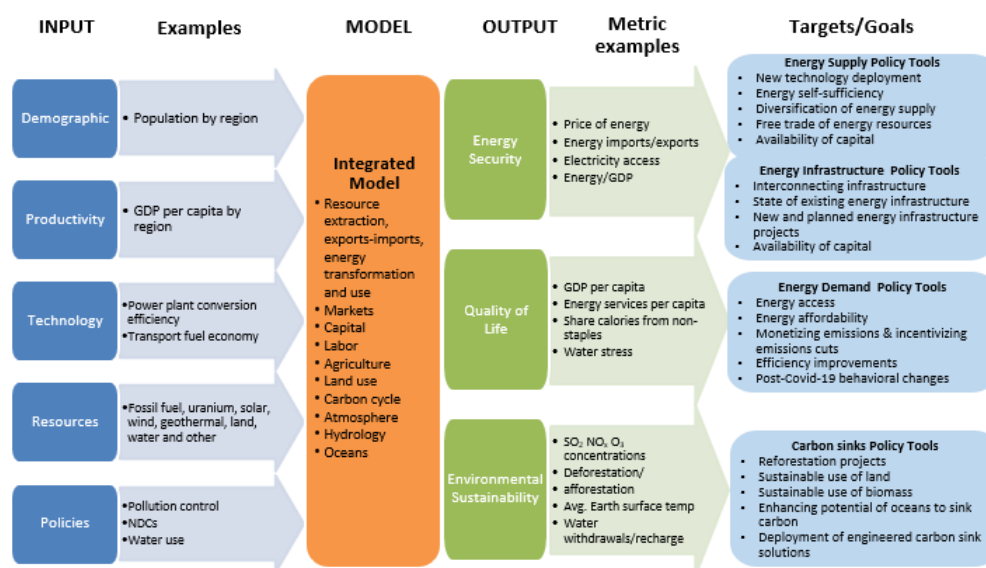 INPUT
Examples
MODEL
OUTPUT
Metric
examples
Targets/Goals
Demographic
• Population by region
Productivity
• GDP per capita by
region
Technology
•Power plant conversion
efficiency
•Transport fuel economy
Resources
•Fossil fuel, uranium, solar,
wind, geothermal, land,
water and other
Policies
•Pollution control
•NDCs
•Water use
Integrated
Model
• Resource
extraction,
exports-imports,
energy
transformation
and use
• Markets
• Capital
• Labor
• Agriculture
• Land use
• Carbon cycle
• Atmosphere
• Hydrology
• Oceans
Energy
Security
• Price of energy
• Energy imports/exports
• Electricity access
• Energy/GDP
Quality of
Life
• GDP per capita
• Energy services per capita
• Share calories from non-
staples
• Water stress
Environmental
Sustainability
• SO₂ NOₓ O₃
concentrations
• Deforestation/
• afforestation
• Avg. Earth surface temp
• Water
withdrawals/recharge
Energy Supply Policy Tools
• New technology deployment
• Energy self-sufficiency
• Diversification of energy supply
• Free trade of energy resources
• Availability of capital
Energy Infrastructure Policy Tools
• Interconnecting infrastructure
• State of existing energy infrastructure
• New and planned energy infrastructure
projects
• Availability of capital
Energy Demand Policy Tools
• Energy access
• Energy affordability
• Monetizing emissions & incentivizing
emissions cuts
• Efficiency improvements
• Post-Covid-19 behavioral changes
Carbon sinks Policy Tools
• Reforestation projects
• Sustainable use of land
• Sustainable use of biomass
• Enhancing potential of oceans to sink
carbon
• Deployment of engineered carbon sink
solutions